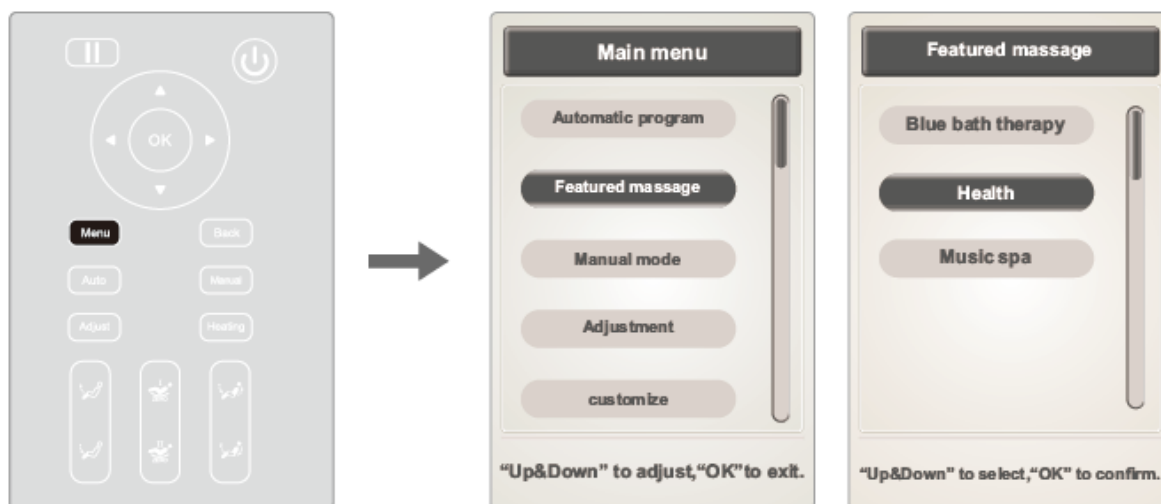 OK
Menu
Back
Auto
Manual
Adjust
Heating
Main menu
Automatic program
Featured massage
Manual mode
Adjustment
customize
“Up&Down” to adjust,“OK”to exit.
Featured massage
Blue bath therapy
Health
Music spa
“Up&Down” to select,“OK” to confirm.